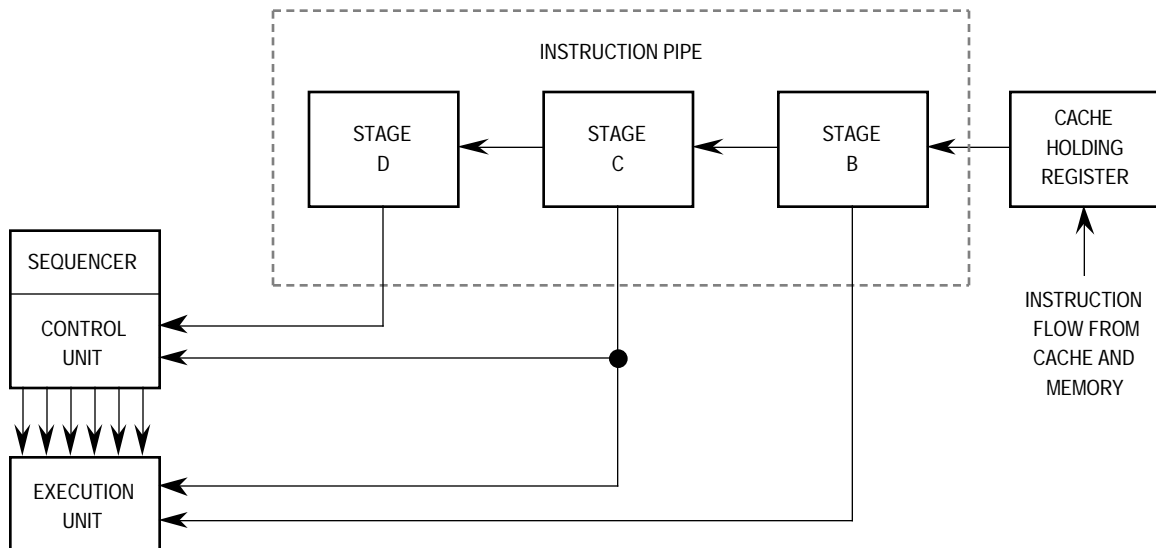 INSTRUCTION PIPE
STAGE
D
STAGE
C
STAGE
B
CACHE
HOLDING
REGISTER
SEQUENCER
CONTROL
UNIT
INSTRUCTION
FLOW FROM
CACHE AND
MEMORY
EXECUTION
UNIT